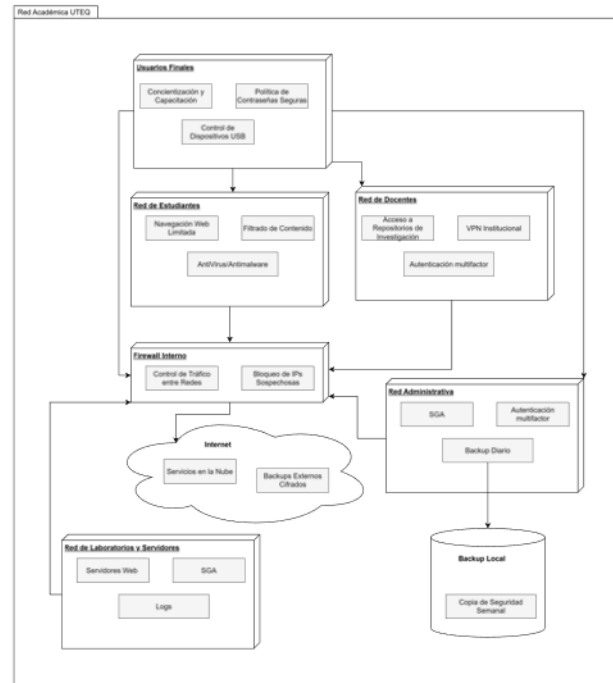 Red Académica UTEQ
Usuarios Finales
Concientización y
Capacitación
Política de
Contraseñas Seguras
Control de
Dispositivos USB
Red de Estudiantes
Navegación Web
Limitada
Filtrado de Contenido
AntiVirus/Antimalware
Red de Docentes
Acceso a
Repositorios de
Investigación
VPN Institucional
Autenticación multifactor
Firewall Interno
Control de Tráfico
entre Redes
Bloqueo de IPs
Sospechosas
Red Administrativa
SGA
Autenticación
multifactor
Backup Diario
Internet
Servicios en la Nube
Backups Externos
Cifrados
Red de Laboratorios y Servidores
Servidores Web
SGA
Logs
Backup Local
Copia de Seguridad
Semanal